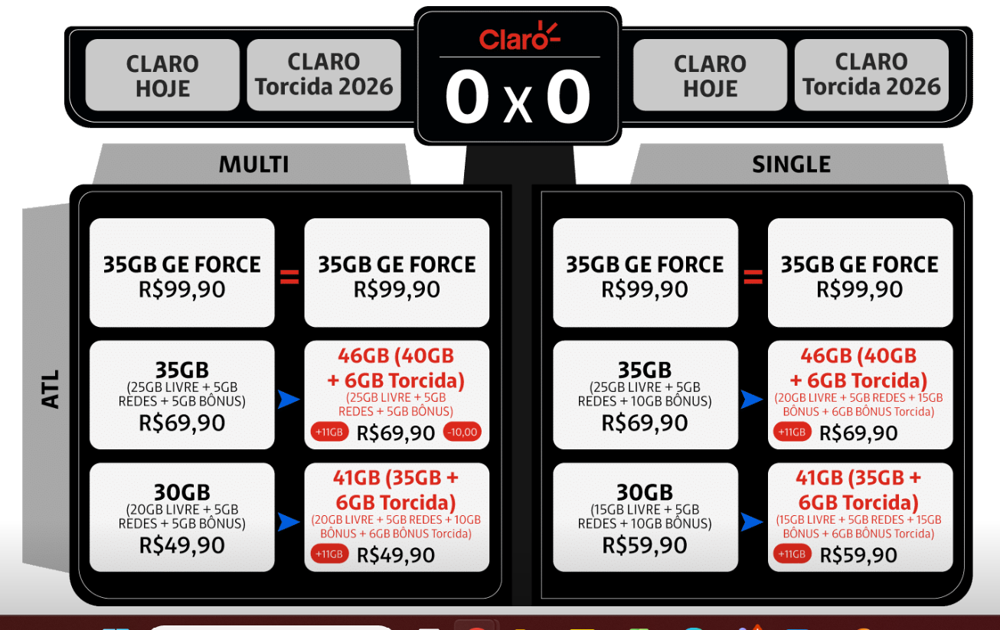 Claro
CLARO
HOJE
CLARO
Torcida 2026
0 X 0
CLARO
HOJE
CLARO
Torcida 2026
MULTI
SINGLE
ATL
35GB GE FORCE
R$99,90
=
35GB GE FORCE
R$99,90
35GB
(25GB LIVRE + 5GB
REDES + 5GB BÔNUS)
R$69,90
46GB (40GB
+ 6GB Torcida)
(25GB LIVRE + 5GB
REDES + 5GB BÔNUS)
+11GB R$69,90 -10,00
30GB
(20GB LIVRE + 5GB
REDES + 5GB BÔNUS)
R$49,90
41GB (35GB +
6GB Torcida)
(20GB LIVRE + 5GB REDES + 10GB
BÔNUS + 6GB BÔNUS Torcida)
+11GB R$49,90
35GB GE FORCE
R$99,90
=
35GB GE FORCE
R$99,90
35GB
(25GB LIVRE + 5GB
REDES + 10GB BÔNUS)
R$69,90
46GB (40GB
+ 6GB Torcida)
(20GB LIVRE + 5GB REDES + 15GB
BÔNUS + 6GB BÔNUS Torcida)
+11GB R$69,90
30GB
(15GB LIVRE + 5GB
REDES + 10GB BÔNUS)
R$59,90
41GB (35GB +
6GB Torcida)
(15GB LIVRE + 5GB REDES + 15GB
BÔNUS + 6GB BÔNUS Torcida)
+11GB R$59,90